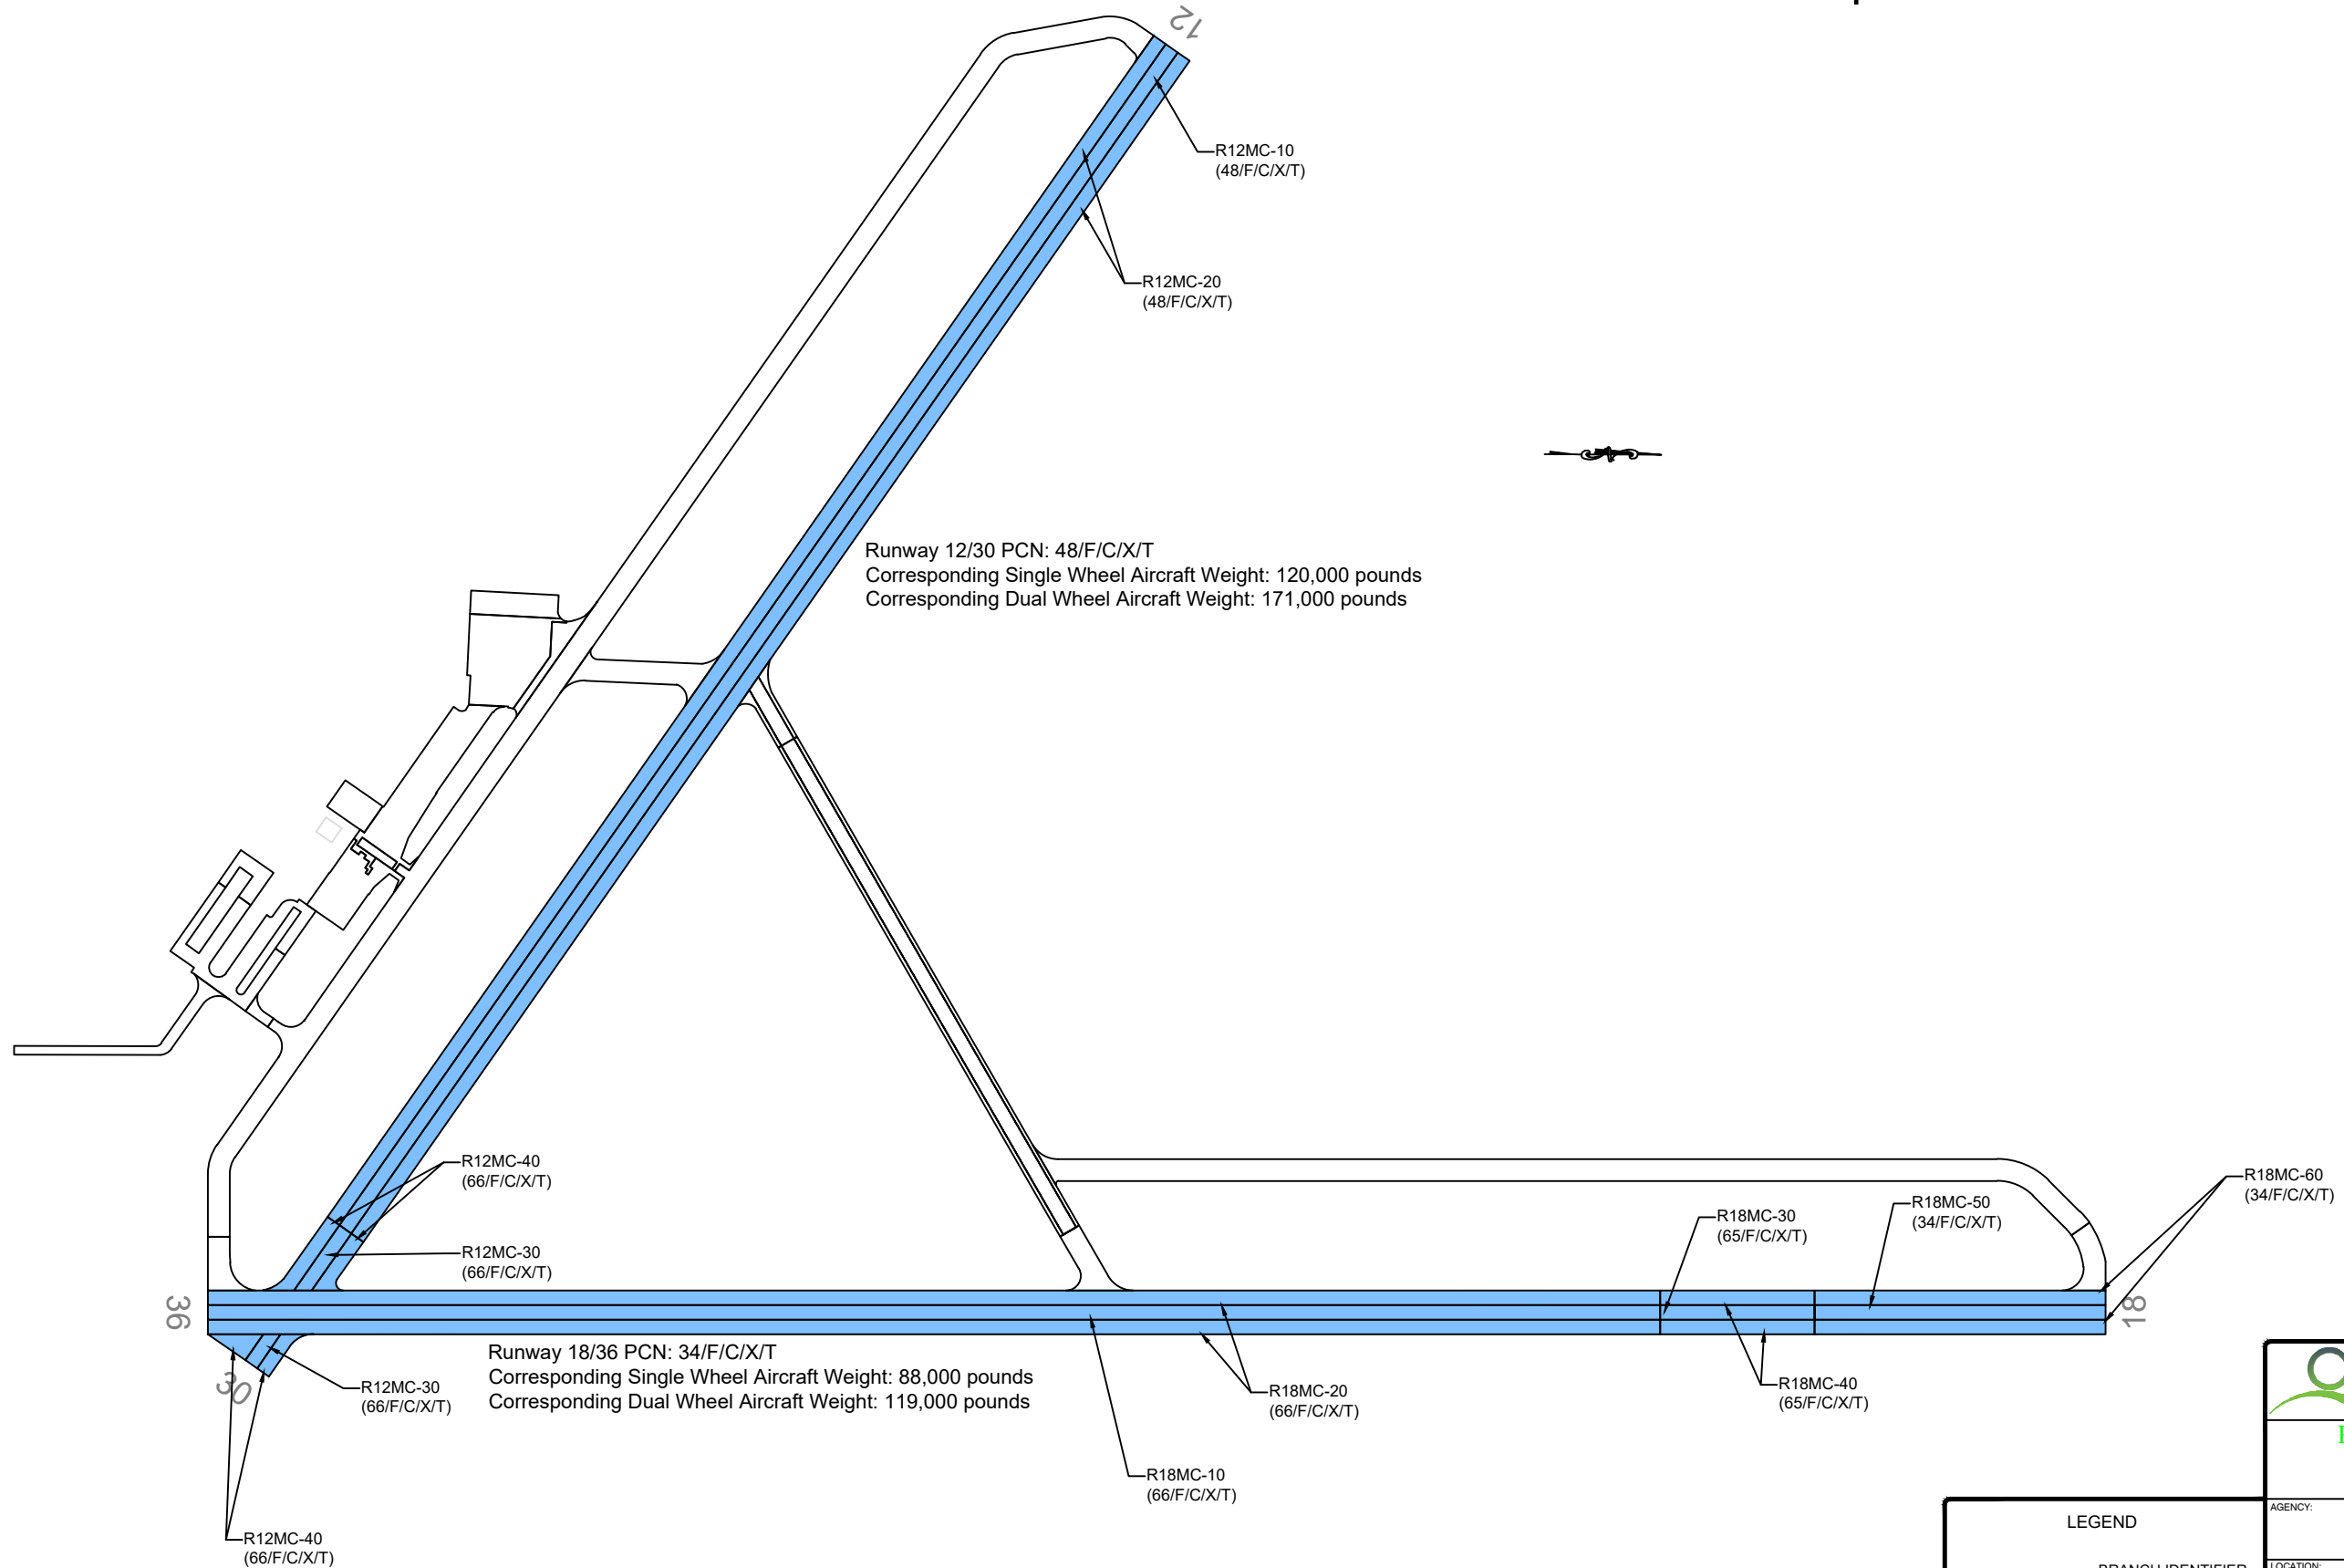 12
R12MC-10
(48/F/C/X/T)
R12MC-20
(48/F/C/X/T)
Runway 12/30 PCN: 48/F/C/X/T
Corresponding Single Wheel Aircraft Weight: 120,000 pounds
Corresponding Dual Wheel Aircraft Weight: 171,000 pounds
R12MC-40
(66/F/C/X/T)
R12MC-30
(66/F/C/X/T)
R18MC-60
(34/F/C/X/T)
R18MC-50
(34/F/C/X/T)
R18MC-30
(65/F/C/X/T)
36
18
Runway 18/36 PCN: 34/F/C/X/T
Corresponding Single Wheel Aircraft Weight: 88,000 pounds
Corresponding Dual Wheel Aircraft Weight: 119,000 pounds
30
R12MC-30
(66/F/C/X/T)
R18MC-20
(66/F/C/X/T)
R18MC-40
(65/F/C/X/T)
R18MC-10
(66/F/C/X/T)
R12MC-40
(66/F/C/X/T)
LEGEND
BRANCH IDENTIFIER
AGENCY:
LOCATION: